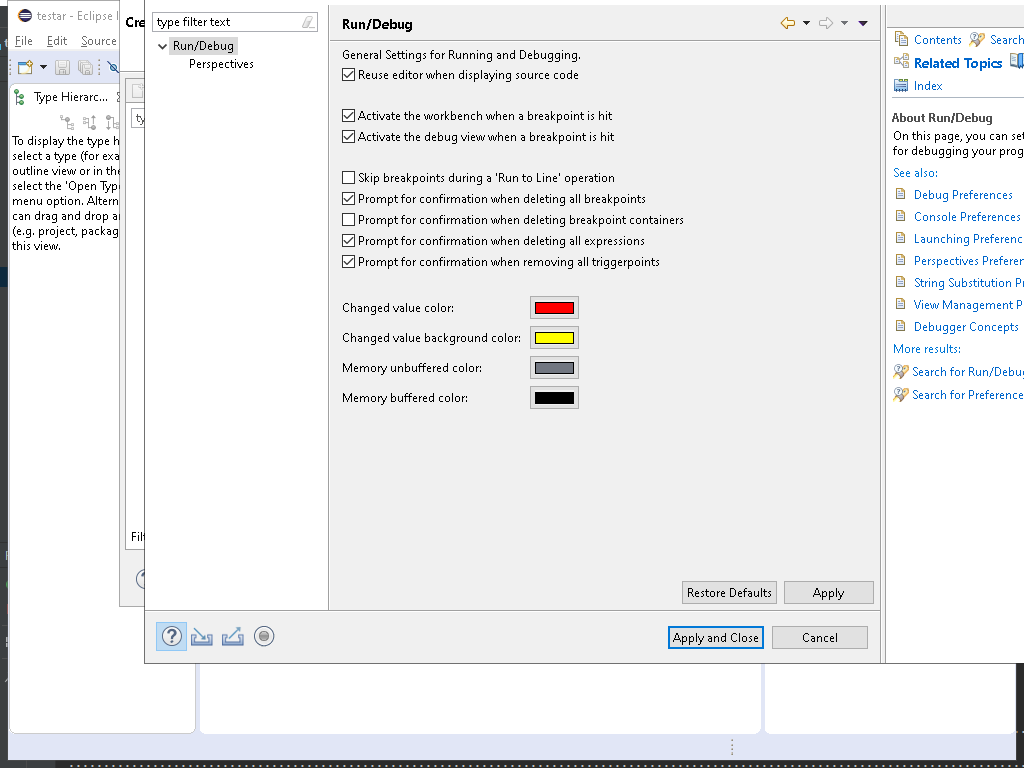 testar - Eclipse I
File Edit Source
Type Hierarc...
To display the type h
select a type (for exa
outline view or in the
select the 'Open Type
menu option. Altern
can drag and drop an
(e.g. project, packag
this view.
Cre
ty
Filt
type filter text
Run/Debug
Perspectives
Run/Debug
General Settings for Running and Debugging.
Reuse editor when displaying source code
Activate the workbench when a breakpoint is hit
Activate the debug view when a breakpoint is hit
Skip breakpoints during a 'Run to Line' operation
Prompt for confirmation when deleting all breakpoints
Prompt for confirmation when deleting breakpoint containers
Prompt for confirmation when deleting all expressions
Prompt for confirmation when removing all triggerpoints
Changed value color:
Changed value background color:
Memory unbuffered color:
Memory buffered color:
Restore Defaults Apply
Apply and Close Cancel
Contents Search
Related Topics
Index
About Run/Debug
On this page, you can set
for debugging your prog
See also:
Debug Preferences
Console Preferences
Launching Preferenc
Perspectives Preferen
String Substitution Pr
View Management P
Debugger Concepts
More results:
Search for Run/Debug
Search for Preference